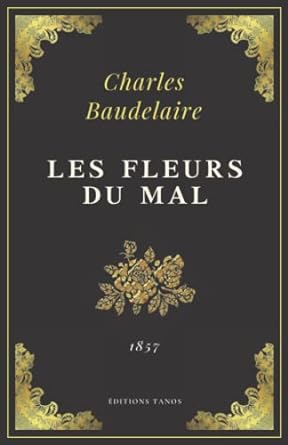 Charles
Baudelaire
LES FLEURS
DU MAL
1857
ÉDITIONS TANOS